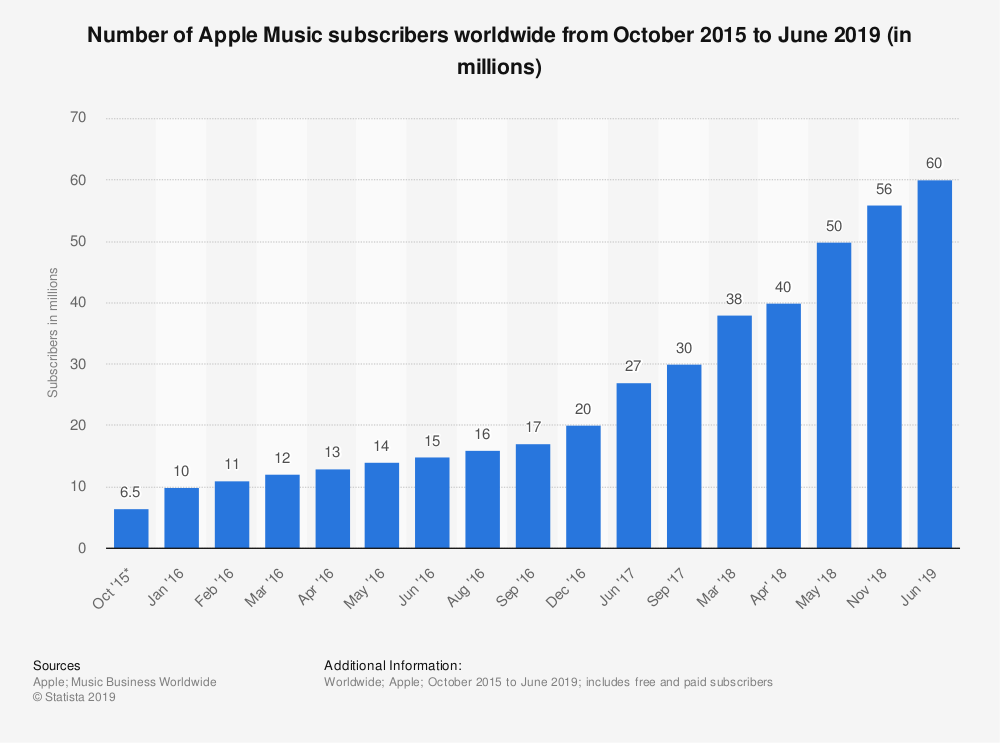 Number of Apple Music subscribers worldwide from October 2015 to June 2019 (in
millions)
Subscribers in millions
70
60
50
40
30
20
10
0
6.5
10
11
12
13
14
15
16
17
20
27
30
38
40
50
56
60
Oct '15*
Jan '16
Feb '16
Mar '16
Apr '16
May '16
Jun '16
Aug '16
Sep '16
Dec '16
Jun '17
Sep '17
Mar '18
Apr' 18
May '18
Nov '18
Jun '19
Sources
Apple; Music Business Worldwide
© Statista 2019
Additional Information:
Worldwide; Apple; October 2015 to June 2019; includes free and paid subscribers